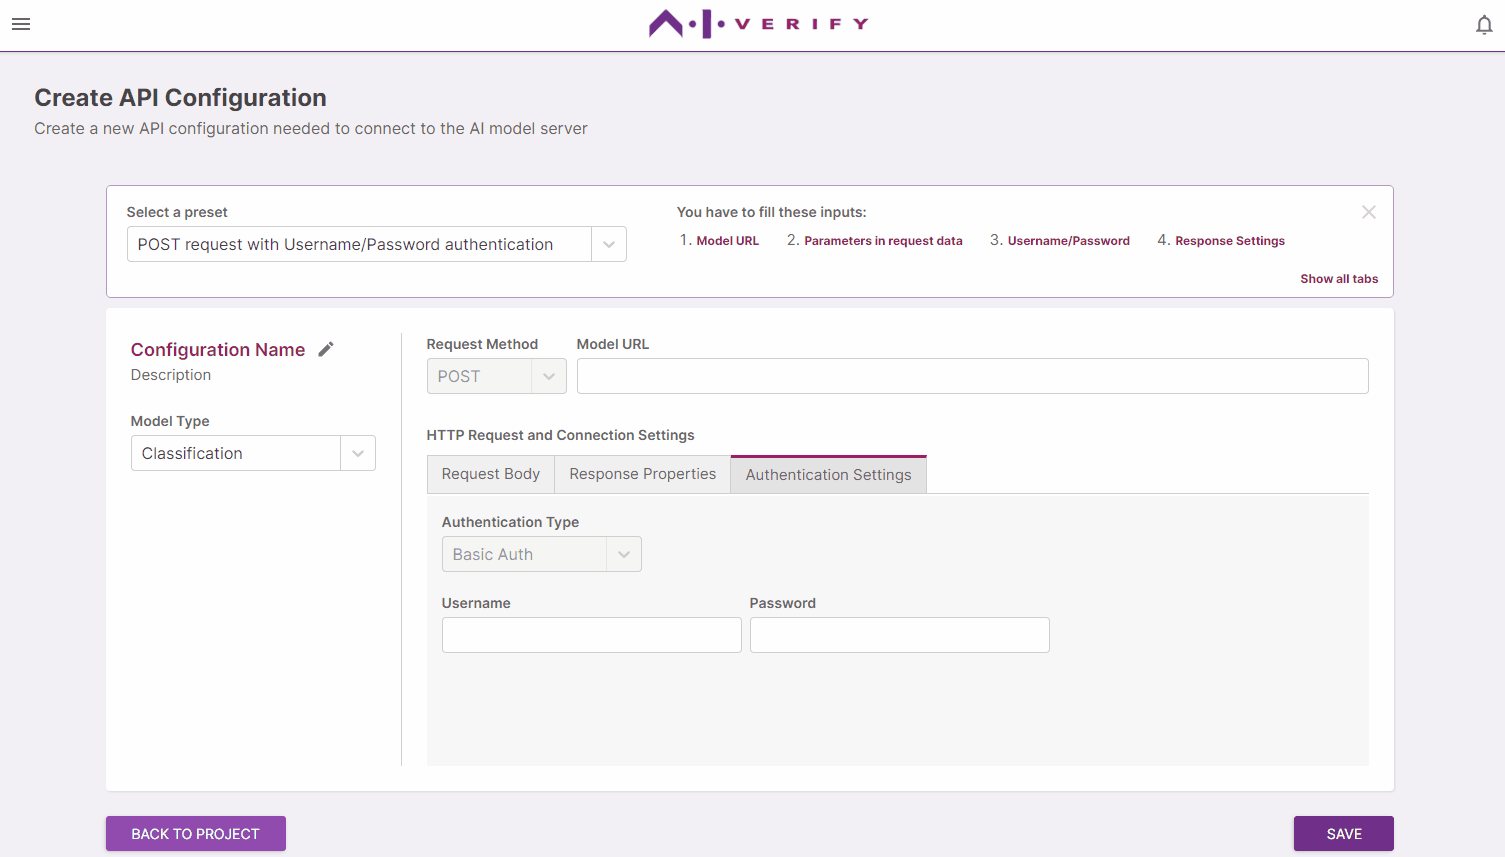 AI VERIFY
Create API Configuration
Create a new API configuration needed to connect to the AI model server
Select a preset
POST request with Username/Password authentication
You have to fill these inputs:
1. Model URL 2. Parameters in request data 3. Username/Password 4. Response Settings
Show all tabs
Configuration Name
Description
Model Type
Classification
Request Method
POST
Model URL
HTTP Request and Connection Settings
Request Body Response Properties Authentication Settings
Authentication Type
Basic Auth
Username
Password
BACK TO PROJECT
SAVE